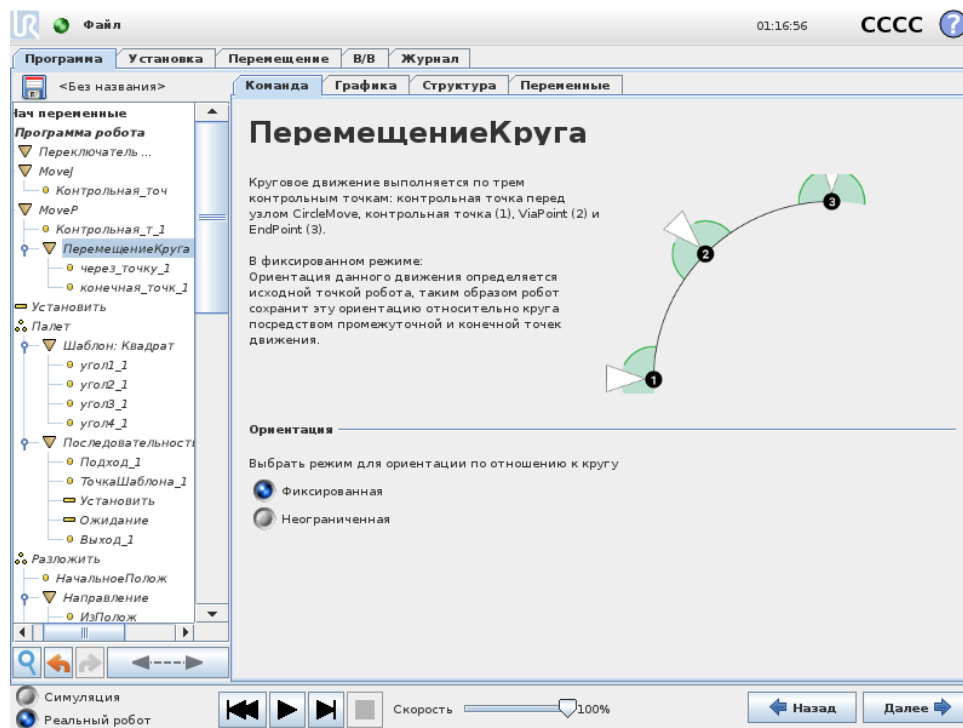 UR Файл 01:16:56 CCCC ?
Программа Установка Перемещение В/В Журнал
<Без названия> Команда Графика Структура Переменные
Нач переменные
Программа робота
Переключатель ...
MoveJ
Контрольная_точ
MoveP
Контрольная_т_1
ПеремещениеКруга
через_точку_1
конечная_точк_1
Установить
Палет
Шаблон: Квадрат
угол1_1
угол2_1
угол3_1
угол4_1
Последовательность
Подход_1
ТочкаШаблона_1
Установить
Ожидание
Выход_1
Разложить
НачальноеПолож
Направление
ИзПолож
ПеремещениеКруга
Круговое движение выполняется по трем
контрольным точкам: контрольная точка перед
узлом CircleMove, контрольная точка (1), ViaPoint (2) и
EndPoint (3).
В фиксированном режиме:
Ориентация данного движения определяется
исходной точкой робота, таким образом робот
сохранит эту ориентацию относительно круга
посредством промежуточной и конечной точек
движения.
3
2
1
Ориентация
Выбрать режим для ориентации по отношению к кругу
Фиксированная
Неограниченная
Симуляция
Реальный робот
Скорость 100%
Назад Далее